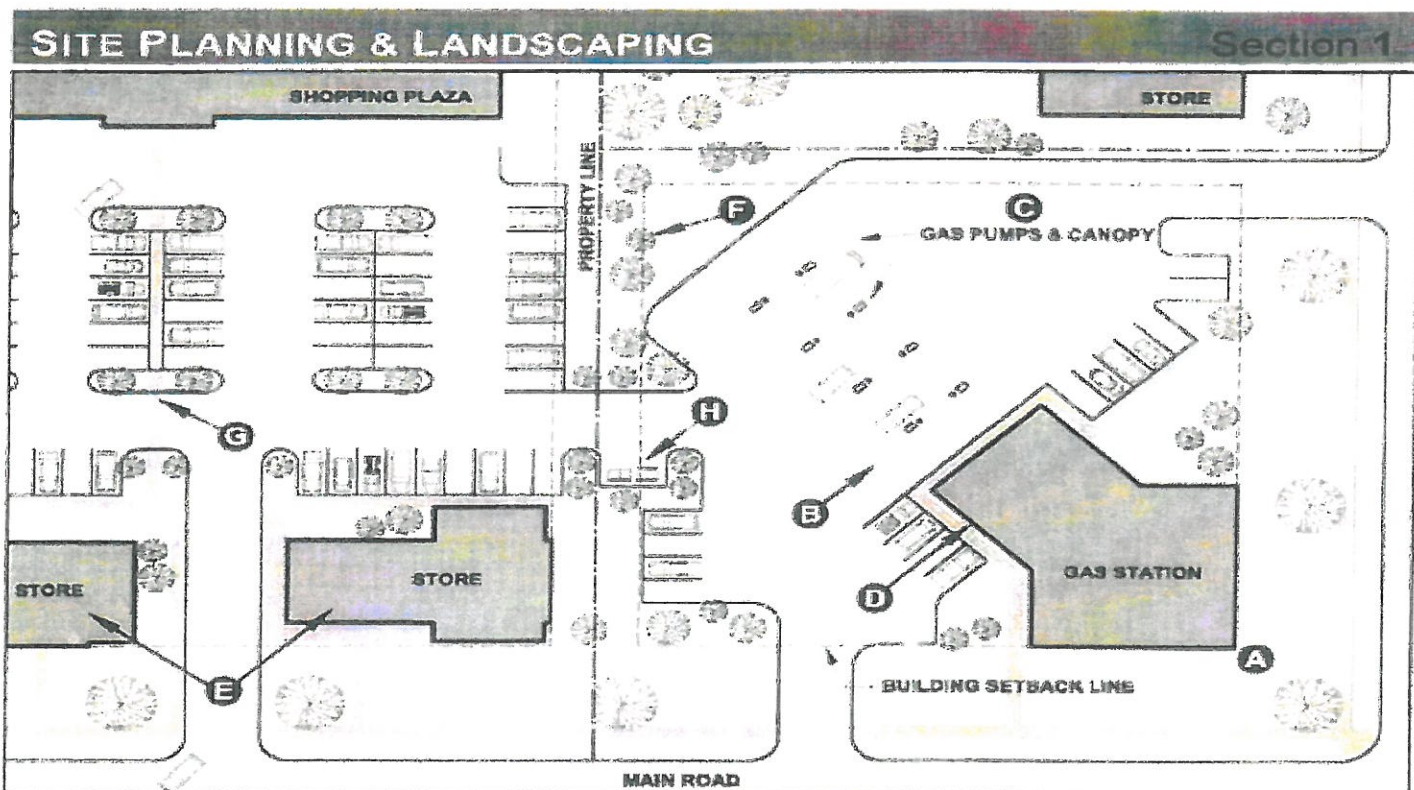 SITE PLANNING & LANDSCAPING
Section 1
SHOPPING PLAZA
STORE
PROPERTY LINE
F
C
GAS PUMPS & CANOPY
G
H
B
STORE
STORE
GAS STATION
D
E
A
BUILDING SETBACK LINE
MAIN ROAD